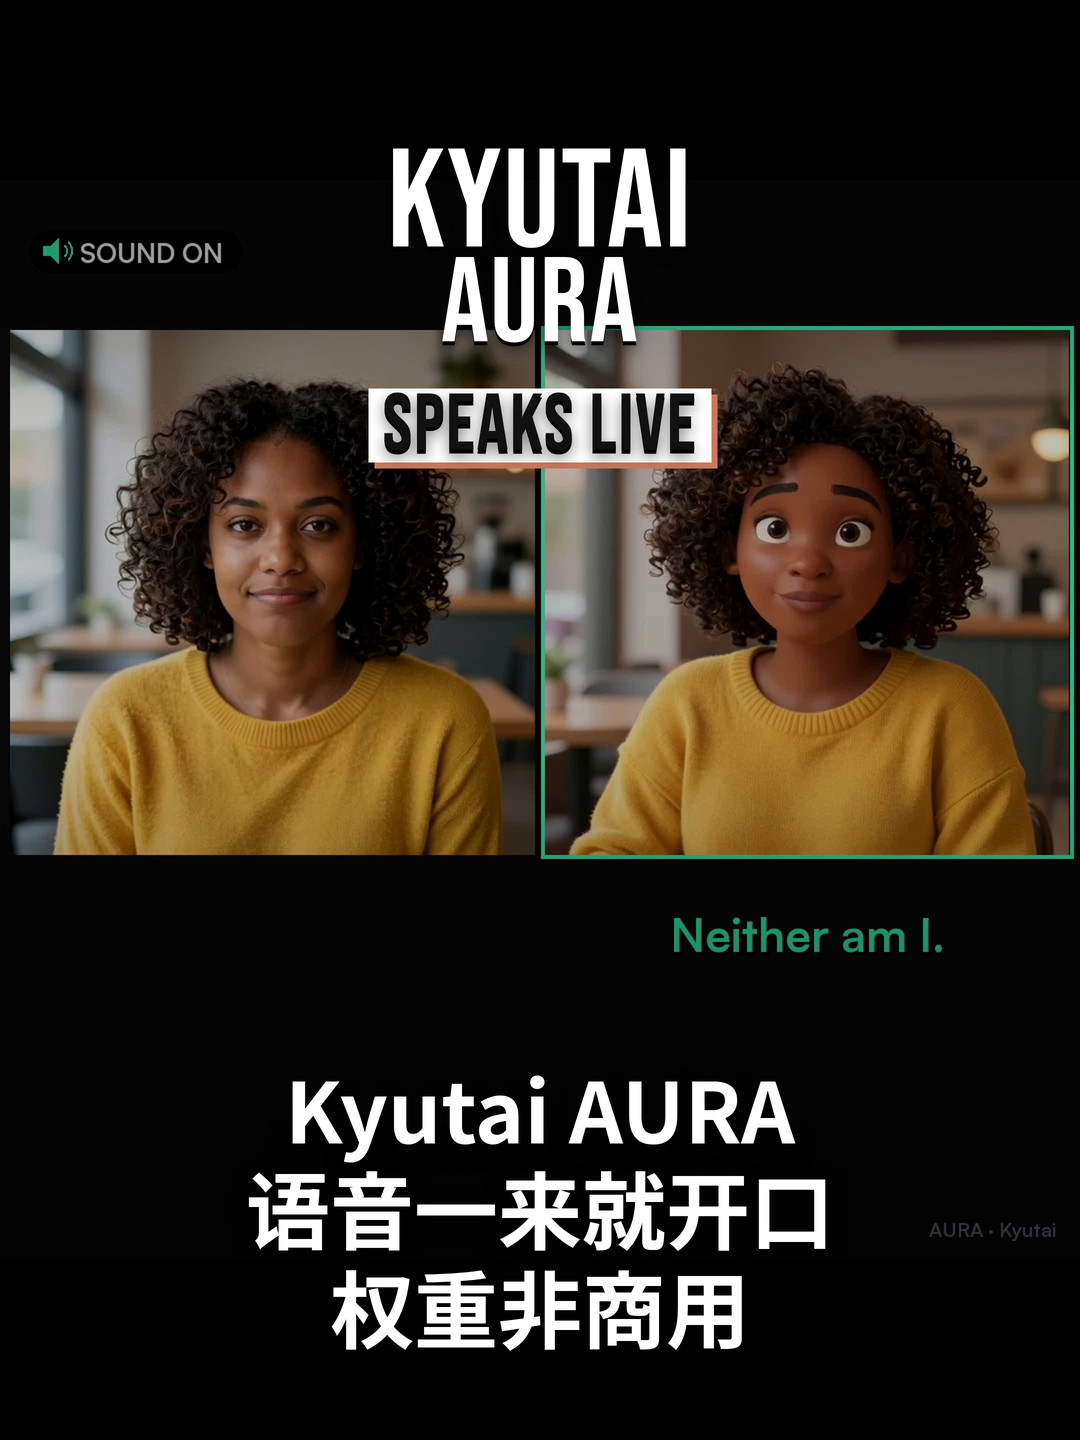 KYUTAI
AURA
SOUND ON
SPEAKS LIVE
Neither am I.
Kyutai AURA
语音一来就开口
权重非商用
AURA • Kyutai